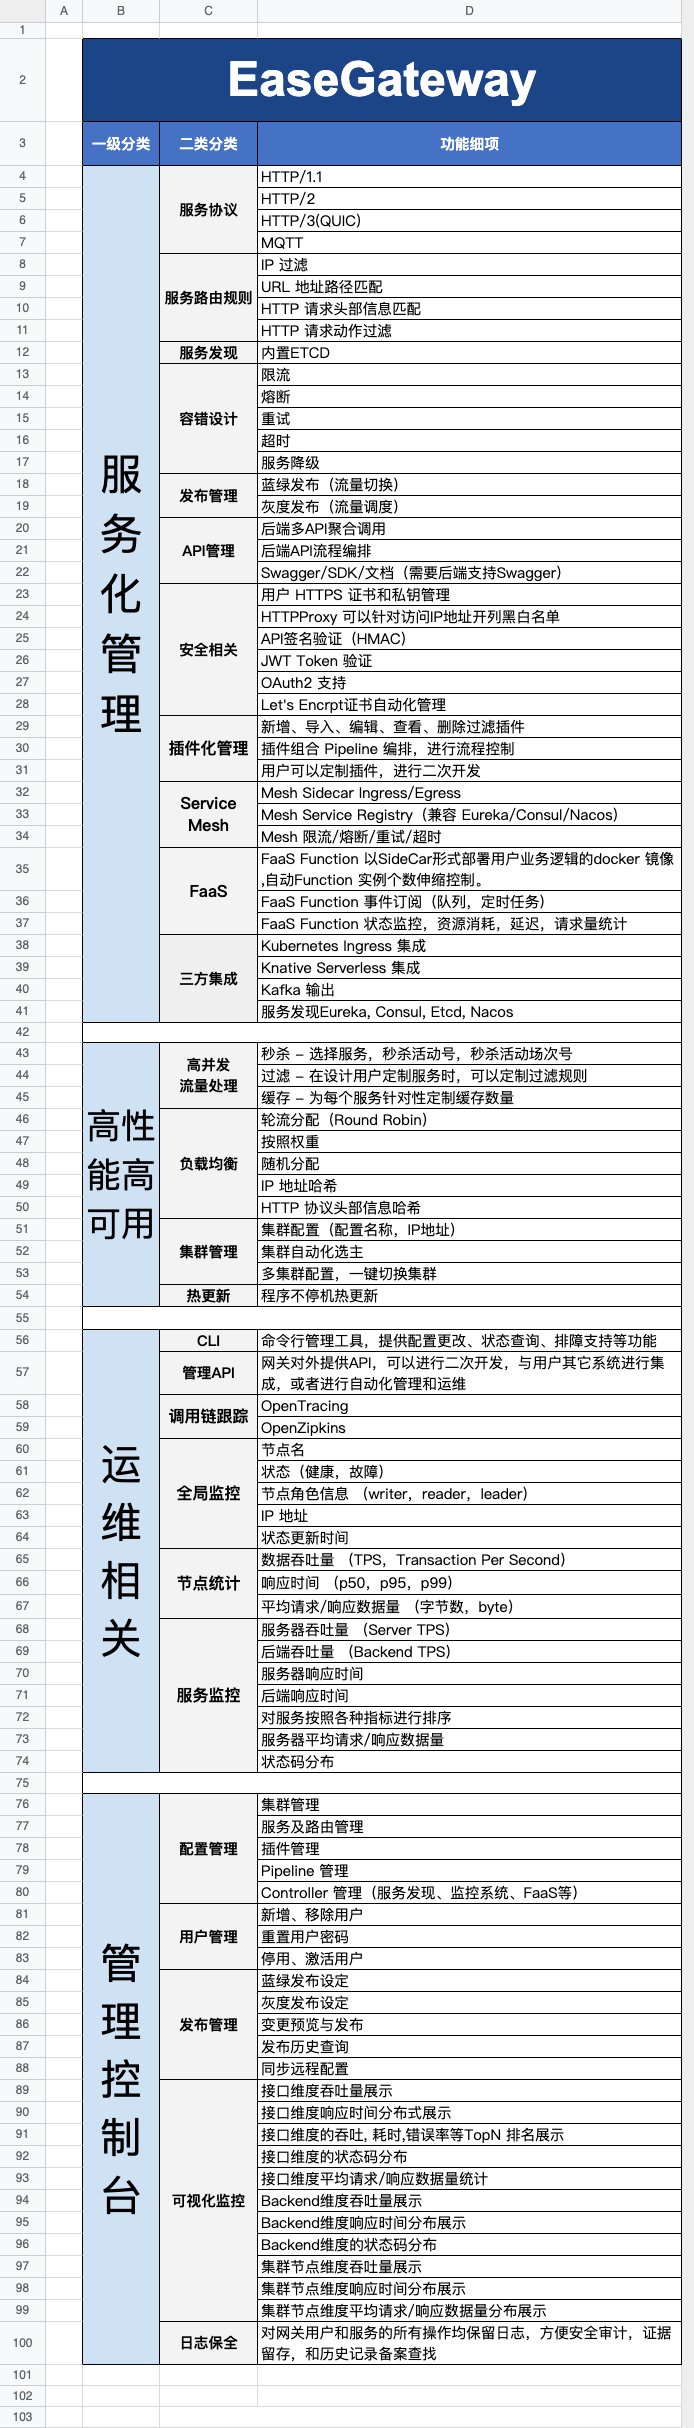 A B C D
1
2 EaseGateway
3 一级分类 二类分类 功能细项
服务化管理
4 服务协议 HTTP/1.1
5 HTTP/2
6 HTTP/3(QUIC)
7 MQTT
8 服务路由规则 IP 过滤
9 URL 地址路径匹配
10 HTTP 请求头部信息匹配
11 HTTP 请求动作过滤
12 服务发现 内置ETCD
13 容错设计 限流
14 熔断
15 重试
16 超时
17 服务降级
18 发布管理 蓝绿发布（流量切换）
19 灰度发布（流量调度）
20 API管理 后端多API聚合调用
21 后端API流程编排
22 Swagger/SDK/文档（需要后端支持Swagger）
23 安全相关 用户 HTTPS 证书和私钥管理
24 HTTPProxy 可以针对访问IP地址开列黑白名单
25 API签名验证（HMAC）
26 JWT Token 验证
27 OAuth2 支持
28 Let's Encrpt证书自动化管理
29 插件化管理 新增、导入、编辑、查看、删除过滤插件
30 插件组合 Pipeline 编排，进行流程控制
31 用户可以定制插件，进行二次开发
32 Service Mesh Mesh Sidecar Ingress/Egress
33 Mesh Service Registry（兼容 Eureka/Consul/Nacos）
34 Mesh 限流/熔断/重试/超时
35 FaaS FaaS Function 以SideCar形式部署用户业务逻辑的docker 镜像
,自动Function 实例个数伸缩控制。
36 FaaS Function 事件订阅（队列，定时任务）
37 FaaS Function 状态监控，资源消耗，延迟，请求量统计
38 三方集成 Kubernetes Ingress 集成
39 Knative Serverless 集成
40 Kafka 输出
41 服务发现Eureka, Consul, Etcd, Nacos
42
高性能高可用
43 高并发流量处理 秒杀 – 选择服务，秒杀活动号，秒杀活动场次号
44 过滤 – 在设计用户定制服务时，可以定制过滤规则
45 缓存 – 为每个服务针对性定制缓存数量
46 负载均衡 轮流分配（Round Robin）
47 按照权重
48 随机分配
49 IP 地址哈希
50 HTTP 协议头部信息哈希
51 集群管理 集群配置（配置名称，IP地址）
52 集群自动化选主
53 多集群配置，一键切换集群
54 热更新 程序不停机热更新
55
运维相关
56 CLI 命令行管理工具，提供配置更改、状态查询、排障支持等功能
57 管理API 网关对外提供API，可以进行二次开发，与用户其它系统进行集
成，或者进行自动化管理和运维
58 调用链跟踪 OpenTracing
59 OpenZipkins
60 全局监控 节点名
61 状态（健康，故障）
62 节点角色信息 （writer，reader，leader）
63 IP 地址
64 状态更新时间
65 节点统计 数据吞吐量 （TPS，Transaction Per Second）
66 响应时间 （p50，p95，p99）
67 平均请求/响应数据量 （字节数，byte）
68 服务监控 服务器吞吐量 （Server TPS）
69 后端吞吐量 （Backend TPS）
70 服务器响应时间
71 后端响应时间
72 对服务按照各种指标进行排序
73 服务器平均请求/响应数据量
74 状态码分布
75
管理控制台
76 配置管理 集群管理
77 服务及路由管理
78 插件管理
79 Pipeline 管理
80 Controller 管理（服务发现、监控系统、FaaS等）
81 用户管理 新增、移除用户
82 重置用户密码
83 停用、激活用户
84 发布管理 蓝绿发布设定
85 灰度发布设定
86 变更预览与发布
87 发布历史查询
88 同步远程配置
89 可视化监控 接口维度吞吐量展示
90 接口维度响应时间分布式展示
91 接口维度的吞吐, 耗时,错误率等TopN 排名展示
92 接口维度的状态码分布
93 接口维度平均请求/响应数据量统计
94 Backend维度吞吐量展示
95 Backend维度响应时间分布展示
96 Backend维度的状态码分布
97 集群节点维度吞吐量展示
98 集群节点维度响应时间分布展示
99 集群节点维度平均请求/响应数据量分布展示
100 日志保全 对网关用户和服务的所有操作均保留日志，方便安全审计，证据
留存，和历史记录备案查找
101
102
103